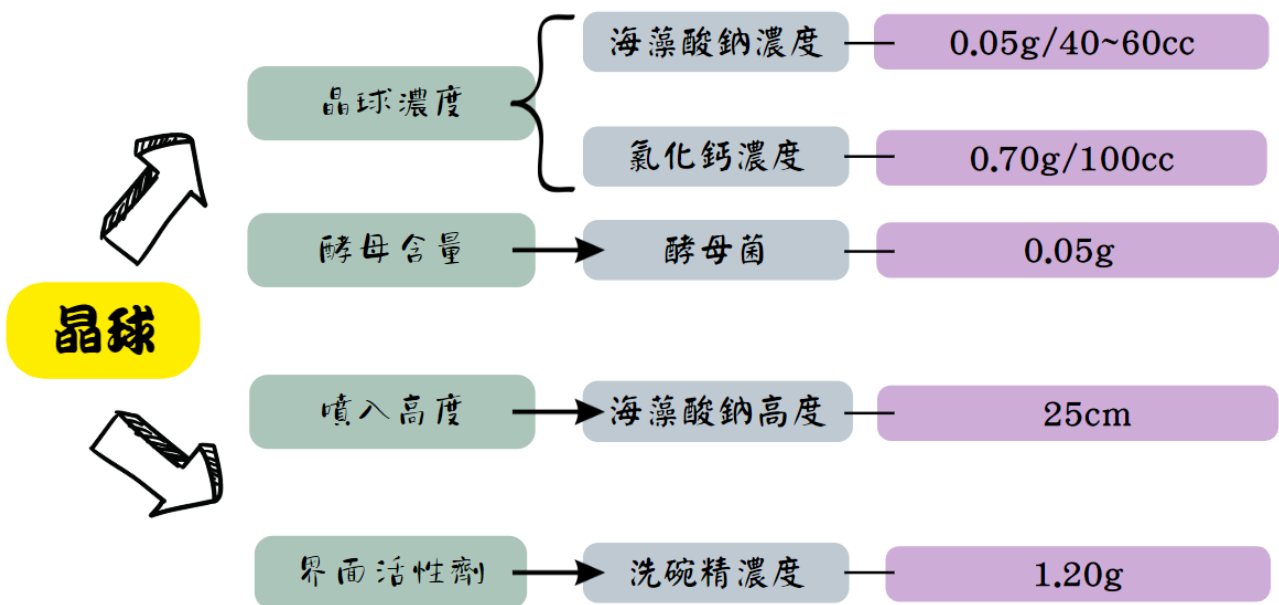 晶球
晶球濃度
海藻酸鈉濃度
0.05g/40~60cc
氯化鈣濃度
0.70g/100cc
酵母含量
酵母菌
0.05g
噴入高度
海藻酸鈉高度
25cm
界面活性劑
洗碗精濃度
1.20g